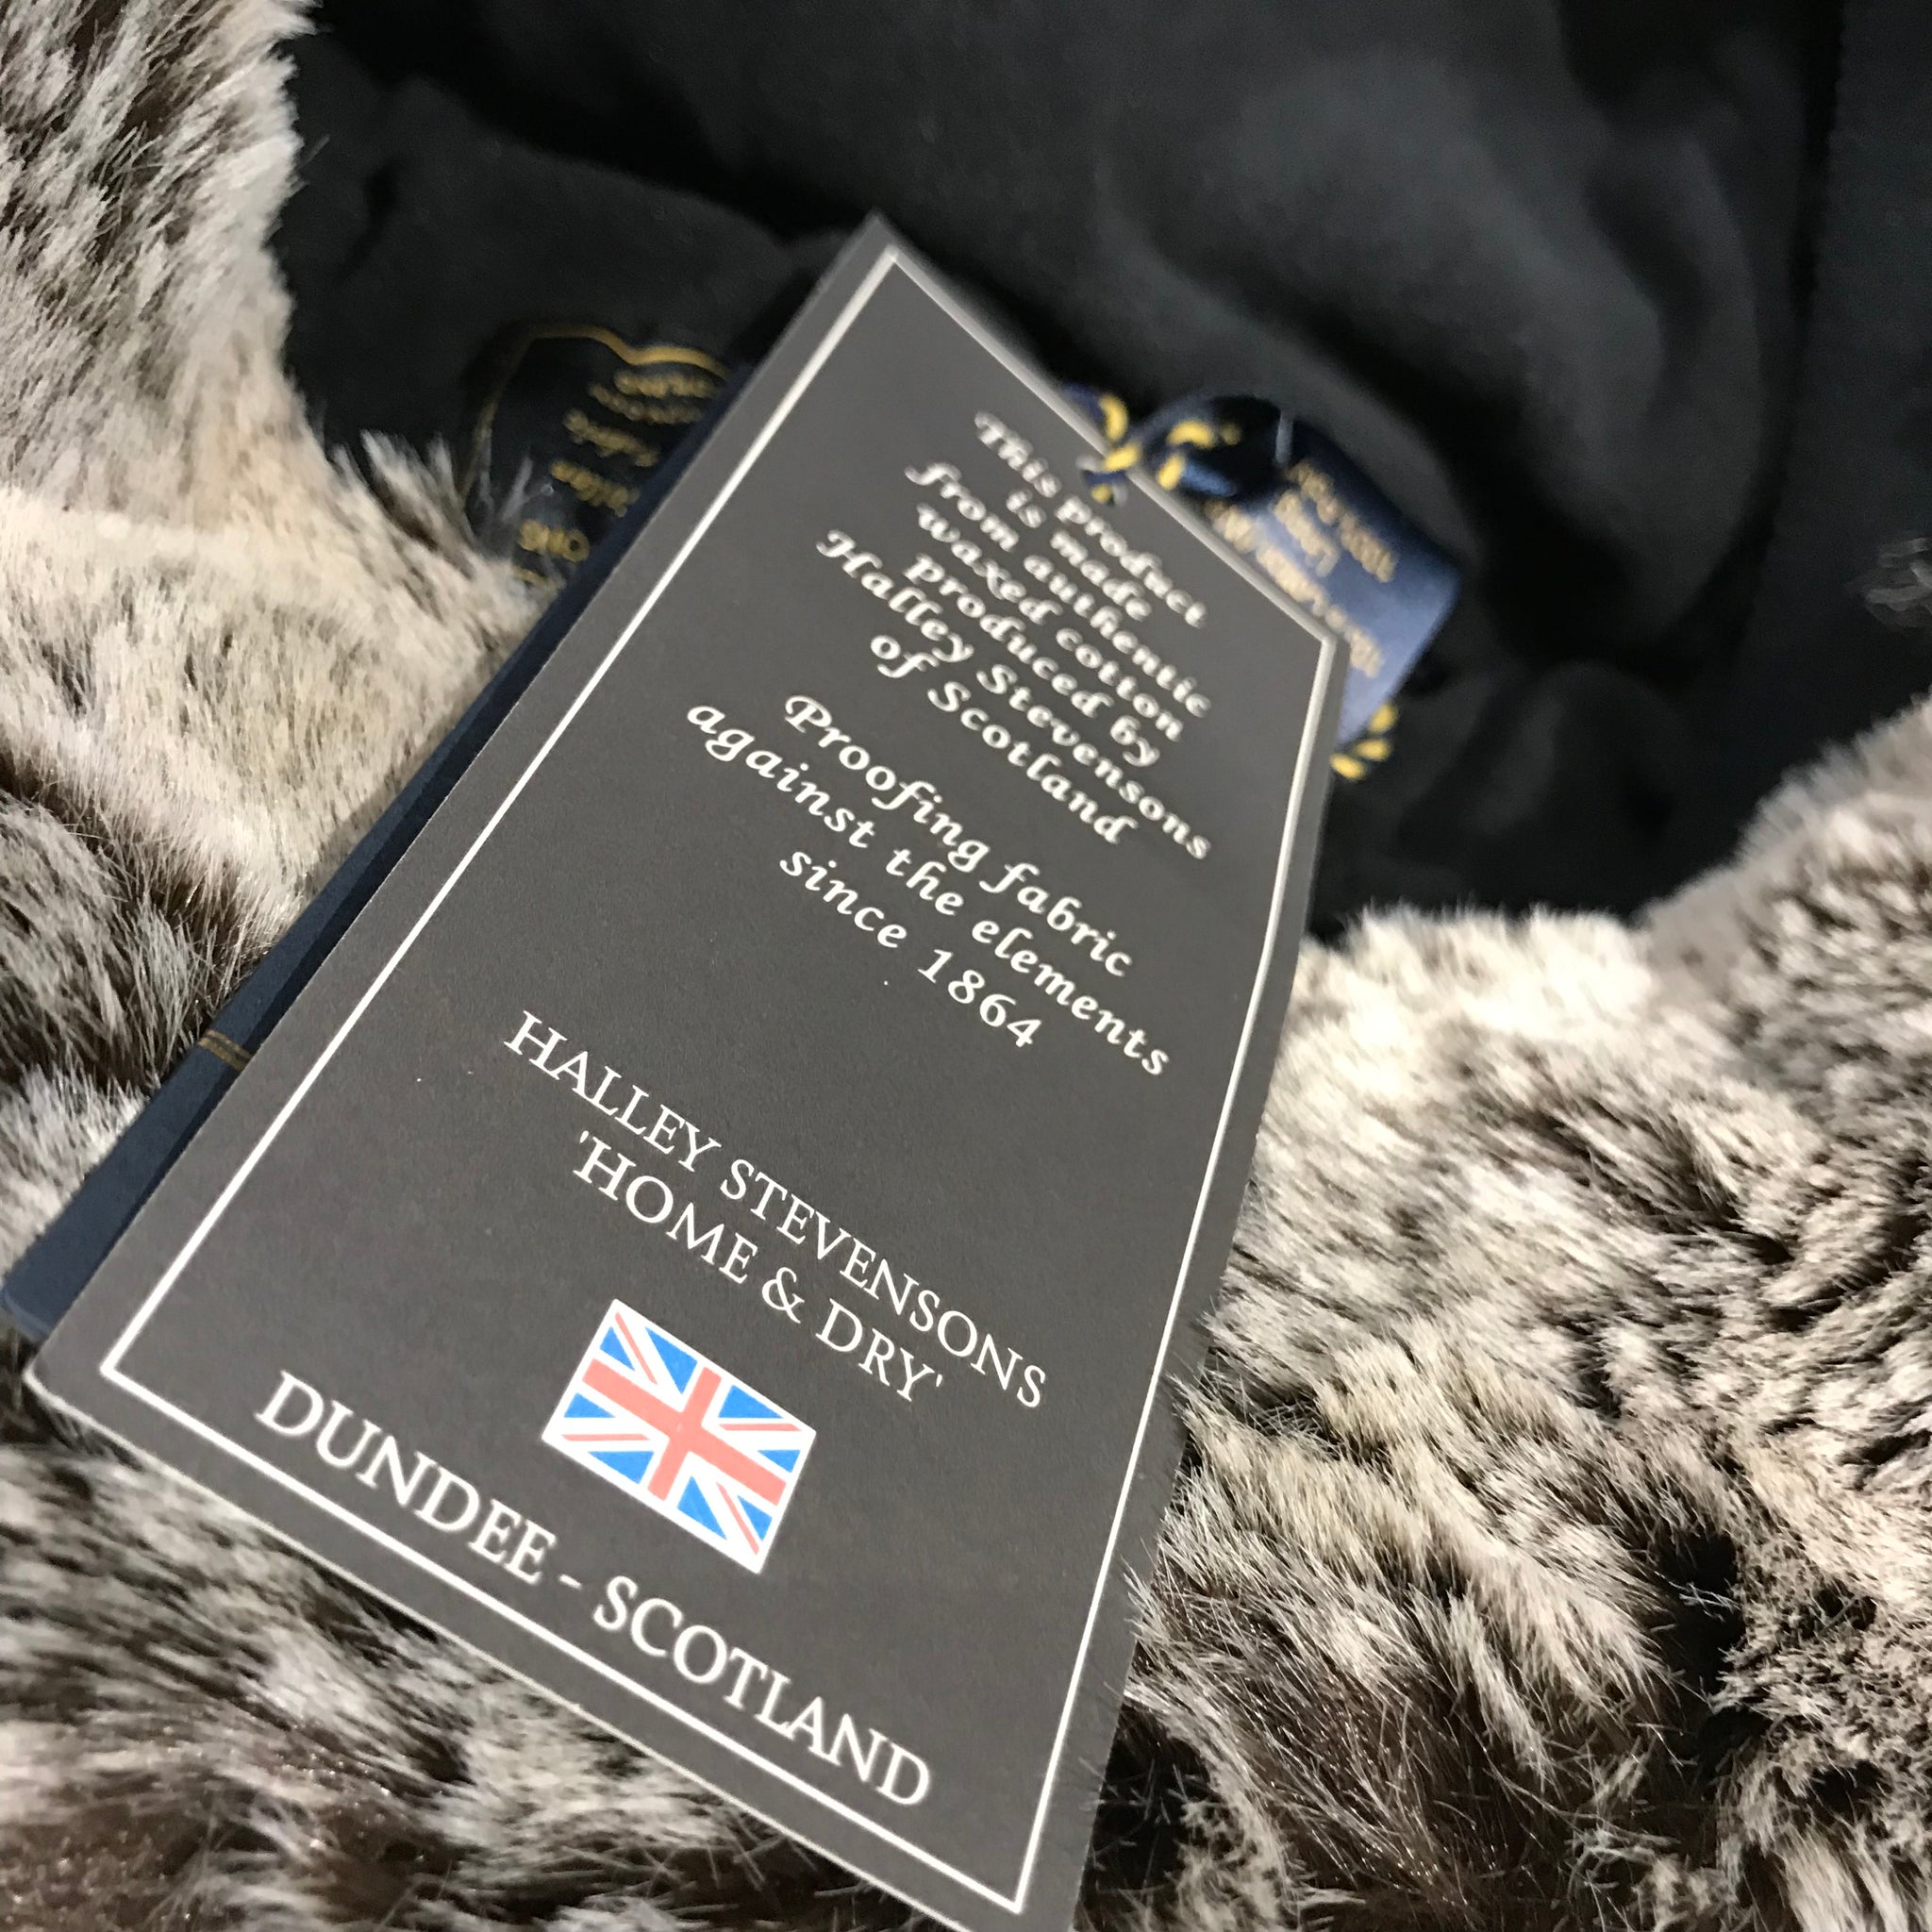 This product
is made
from authentic
waxed cotton
produced by
Halley Stevensons
of Scotland
Proofing fabric
against the elements
since 1864
HALLEY STEVENSONS
'HOME & DRY'
DUNDEE - SCOTLAND